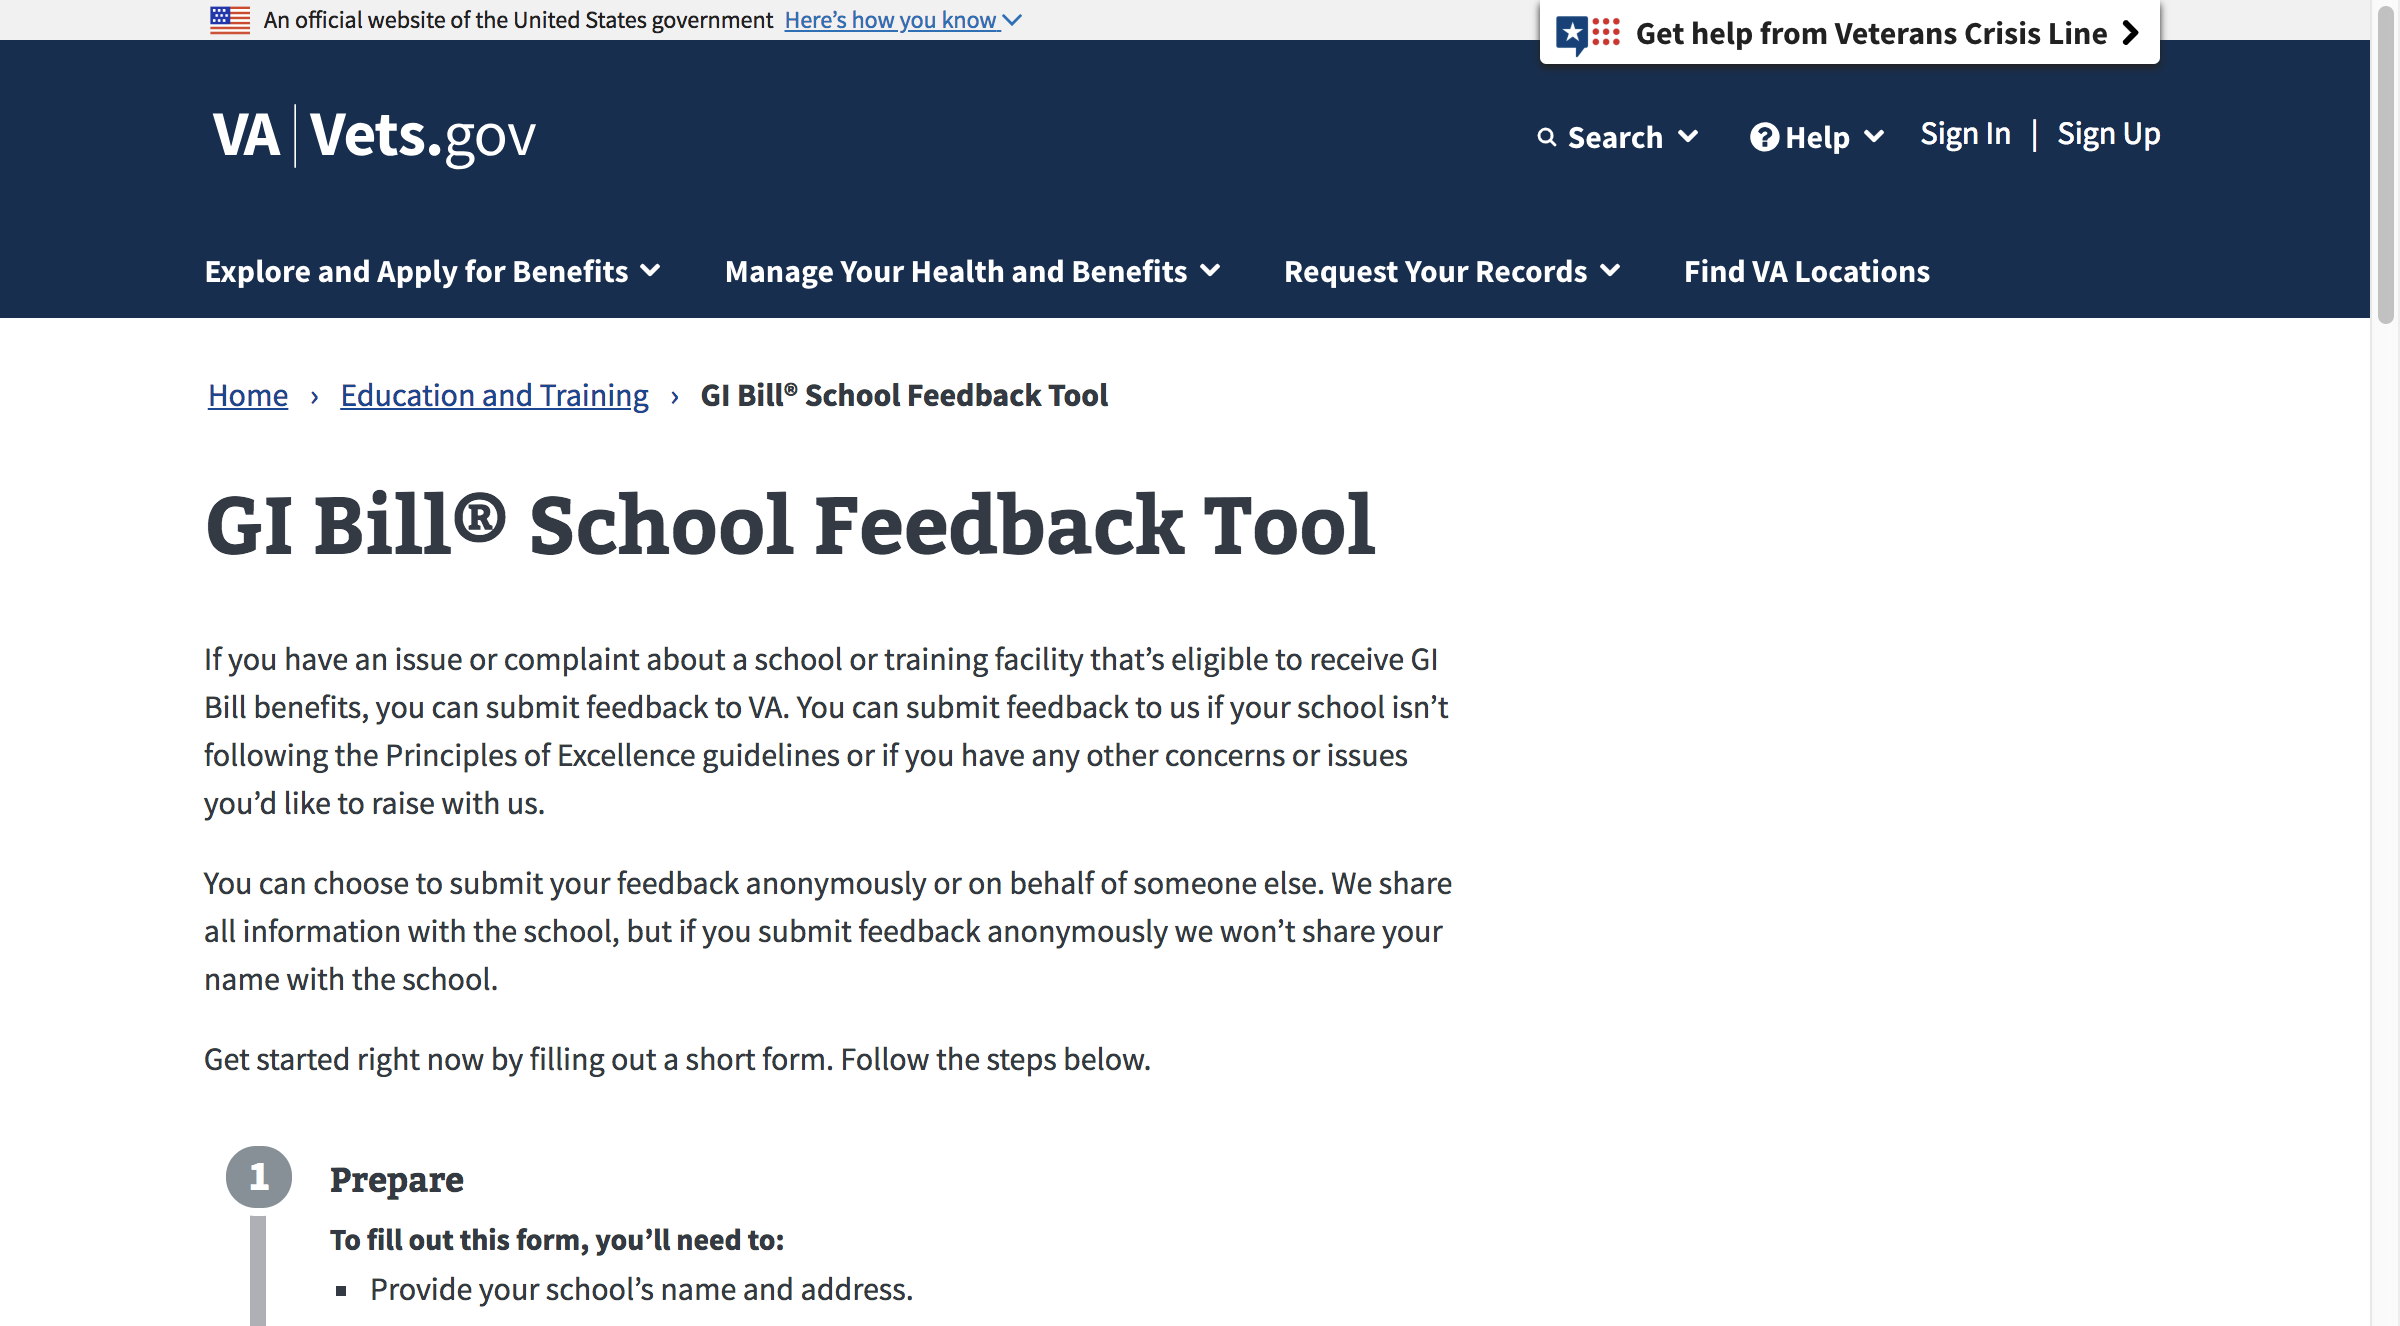 An official website of the United States government Here’s how you know
Get help from Veterans Crisis Line
VA | Vets.gov
Search
Help
Sign In | Sign Up
Explore and Apply for Benefits
Manage Your Health and Benefits
Request Your Records
Find VA Locations
Home › Education and Training › GI Bill® School Feedback Tool
GI Bill® School Feedback Tool
If you have an issue or complaint about a school or training facility that’s eligible to receive GI
Bill benefits, you can submit feedback to VA. You can submit feedback to us if your school isn’t
following the Principles of Excellence guidelines or if you have any other concerns or issues
you’d like to raise with us.
You can choose to submit your feedback anonymously or on behalf of someone else. We share
all information with the school, but if you submit feedback anonymously we won’t share your
name with the school.
Get started right now by filling out a short form. Follow the steps below.
1 Prepare
To fill out this form, you’ll need to:
▪ Provide your school’s name and address.